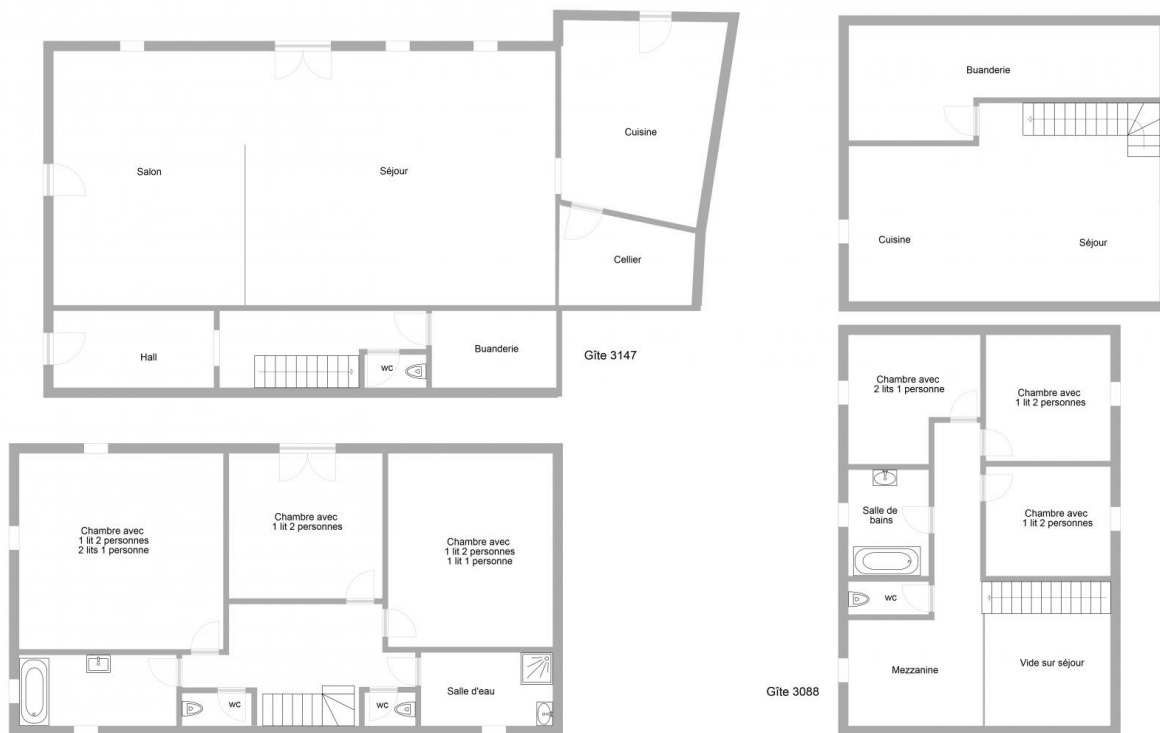 Salon
Séjour
Cuisine
Cellier
Hall
WC
Buanderie
Gîte 3147
Chambre avec
1 lit 2 personnes
2 lits 1 personne
Chambre avec
1 lit 2 personnes
Chambre avec
1 lit 2 personnes
1 lit 1 personne
WC
WC
Salle d'eau
Buanderie
Cuisine
Séjour
Chambre avec
2 lits 1 personne
Chambre avec
1 lit 2 personnes
Salle de
bains
Chambre avec
1 lit 2 personnes
WC
Mezzanine
Vide sur séjour
Gîte 3088